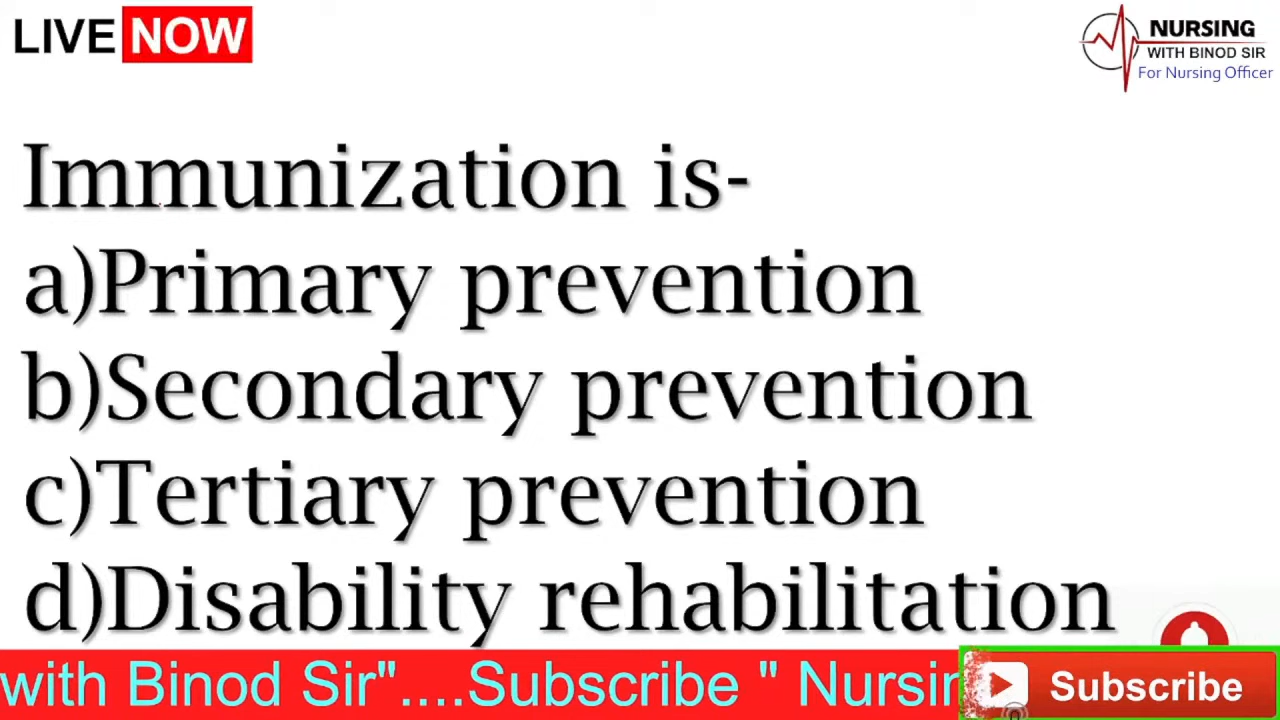 LIVE NOW
NURSING
WITH BINOD SIR
For Nursing Officer
Immunization is-
a)Primary prevention
b)Secondary prevention
c)Tertiary prevention
d)Disability rehabilitation
with Binod Sir"....Subscribe " Nursin
Subscribe